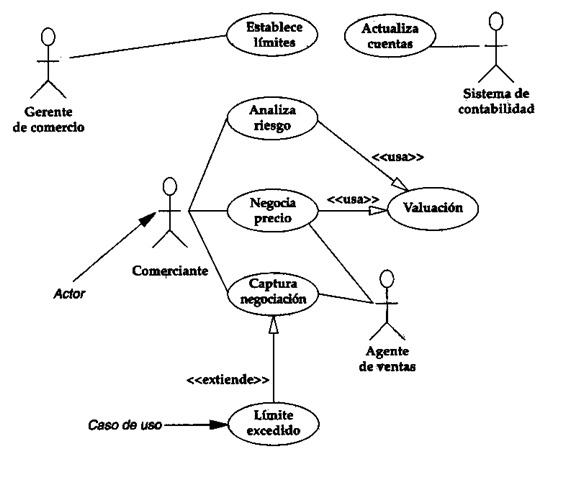 Establece
límites
Actualiza
cuentas
Gerente
de comercio
Sistema de
contabilidad
Analiza
riesgo
<<usa>>
Negocia
precio
<<usa>>
Valuación
Comerciante
Actor
Captura
negociación
Agente
de ventas
<<extiende>>
Caso de uso
Límite
excedido